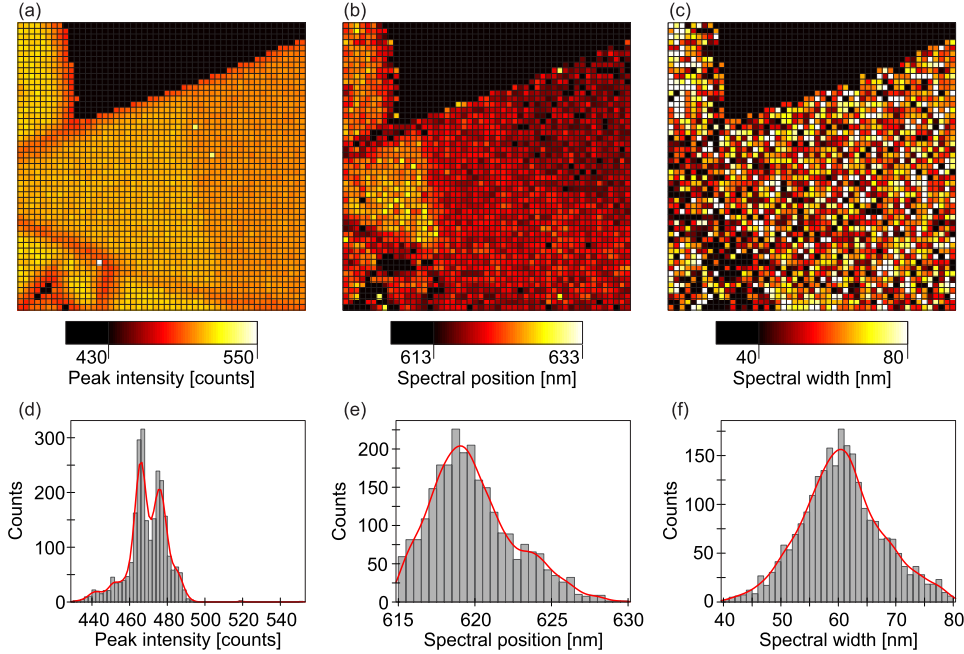 (a) (b) (c)
430 550 613 633 40 80
Peak intensity [counts] Spectral position [nm] Spectral width [nm]
(d) (e) (f)
Counts
300
200
100
0
440 460 480 500 520 540
Peak intensity [counts]
Counts
200
150
100
50
0
615 620 625 630
Spectral position [nm]
Counts
150
100
50
0
40 50 60 70 80
Spectral width [nm]